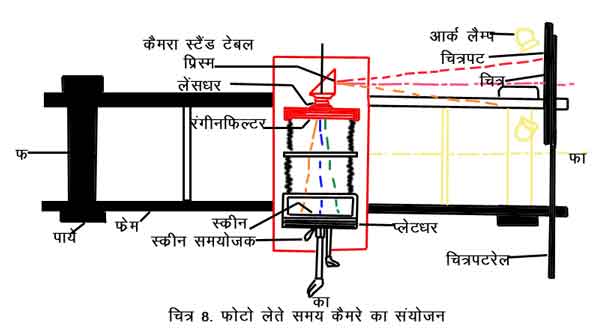 कैमरा स्टैंड टेबल
प्रिस्म
लेंसधर
रंगीनफिल्टर
आर्क लैम्प
चित्रपट
चित्र
फ
फा
पाये
फेम
स्कीन
स्कीन समयोजक
प्लेटधर
चित्रपटरेल
का
चित्र 8. फोटो लेते समय कैमरे का संयोजन